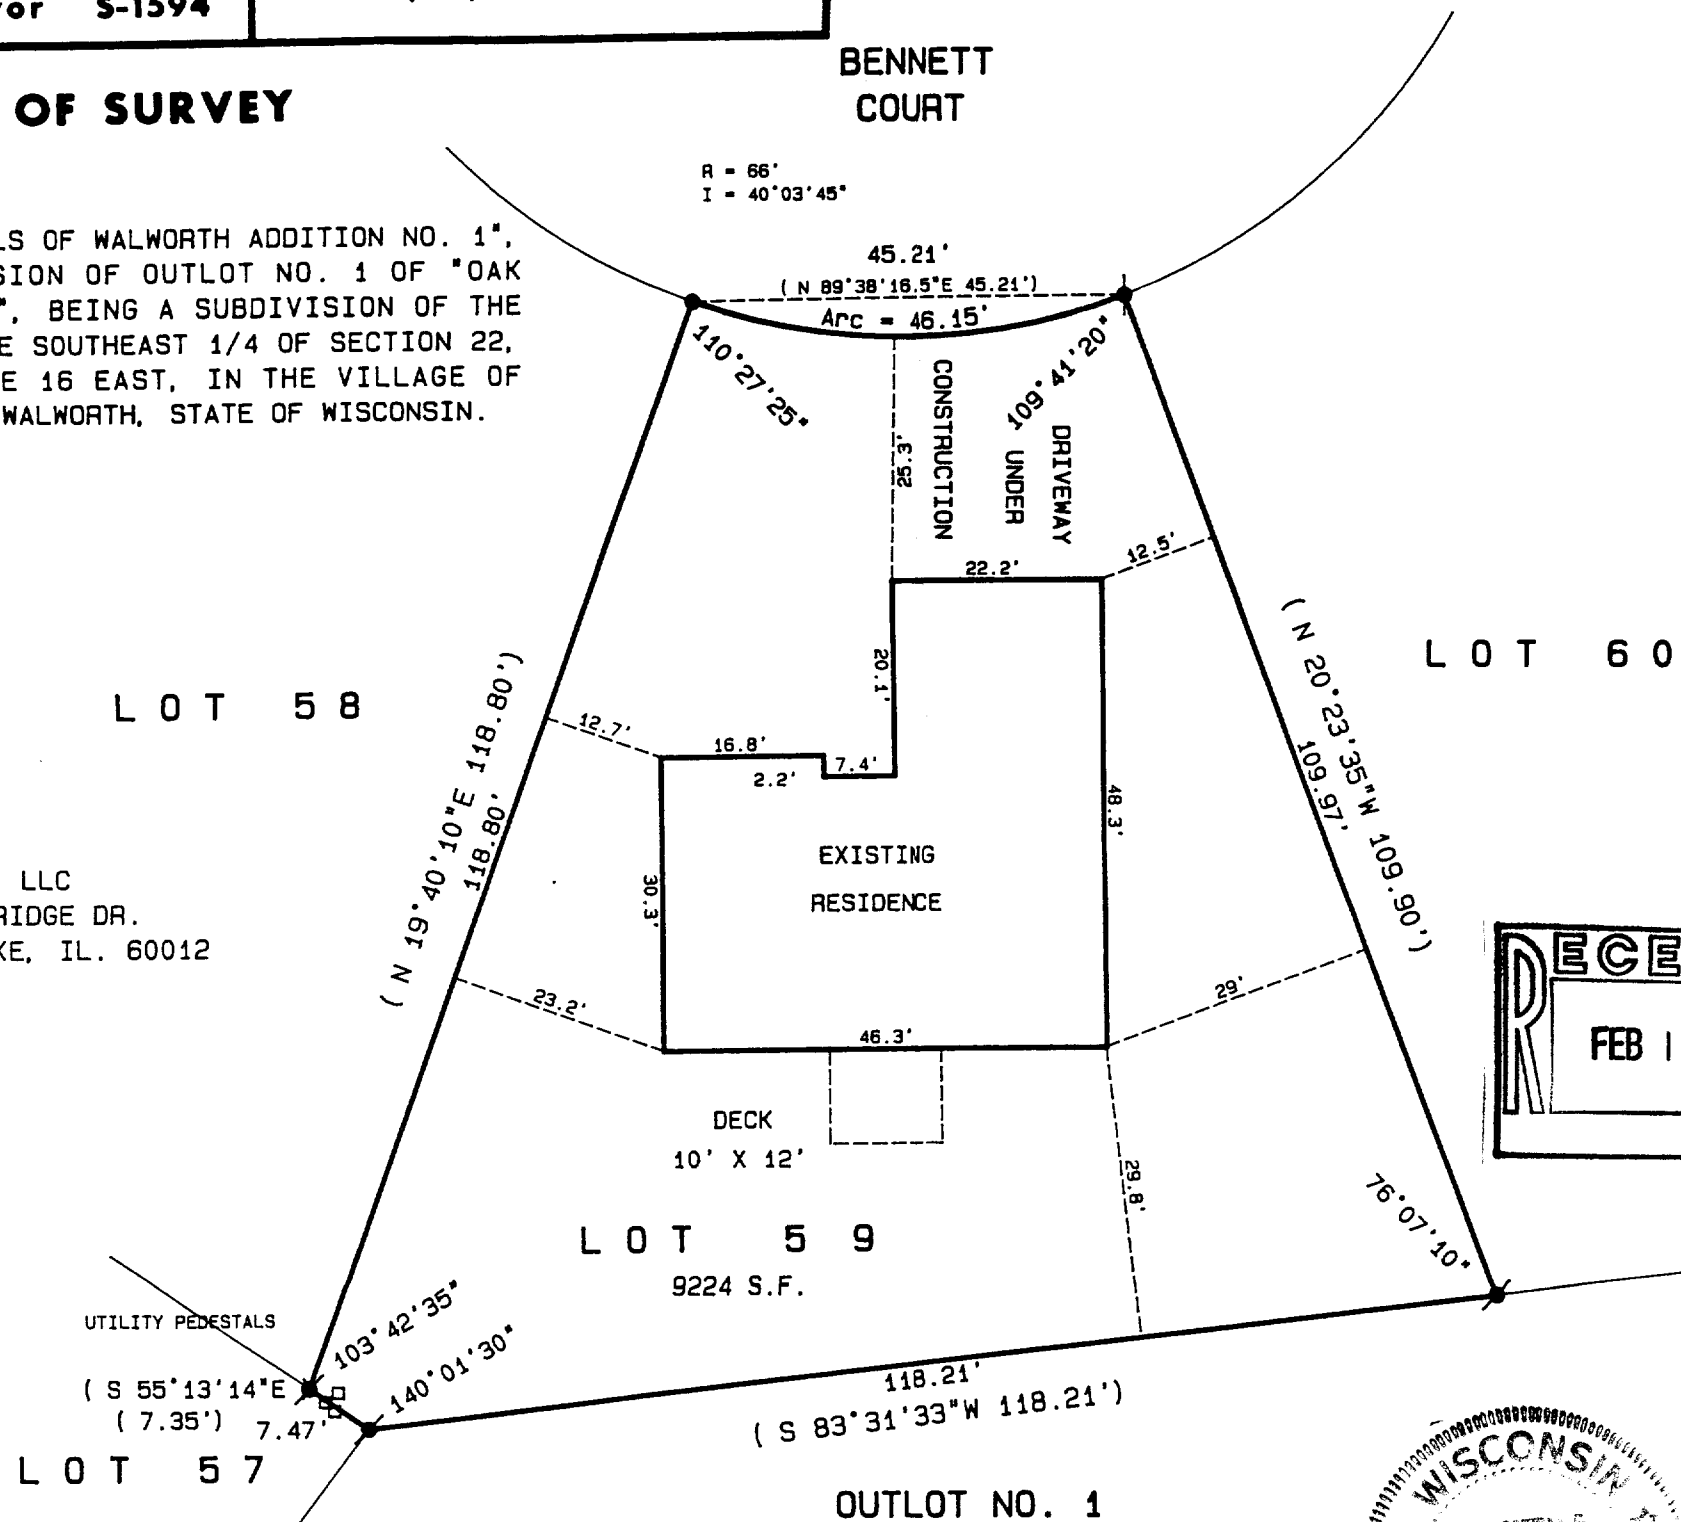 or S-1594
BENNETT
COURT
OF SURVEY
R = 66'
I = 40°03'45"
LS OF WALWORTH ADDITION NO. 1",
SION OF OUTLOT NO. 1 OF "OAK
", BEING A SUBDIVISION OF THE
E SOUTHEAST 1/4 OF SECTION 22,
E 16 EAST, IN THE VILLAGE OF
WALWORTH, STATE OF WISCONSIN.
45.21'
( N 89°38'16.5"E 45.21')
Arc = 46.15'
110°27'25"
109°41'20"
CONSTRUCTION
UNDER
DRIVEWAY
25.3'
12.5'
22.2'
20.1'
( N 20°23'35"W 109.90')
109.97'
LOT 60
LOT 58
( N 19°40'10"E 118.80')
118.80'
12.7'
16.8'
2.2'
7.4'
48.3'
EXISTING
RESIDENCE
30.3'
LLC
RIDGE DR.
KE, IL. 60012
RECE
FEB 1
23.2'
29'
46.3'
DECK
10' X 12'
29.8'
76°07'10"
LOT 59
9224 S.F.
UTILITY PEDESTALS
103°42'35"
140°01'30"
( S 55°13'14"E
( 7.35')
7.47'
118.21'
( S 83°31'33"W 118.21')
LOT 57
OUTLOT NO. 1
WISCONSIN